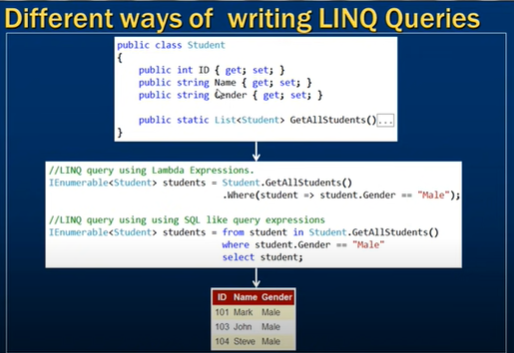 Different ways of writing LINQ Queries
public class Student
{
public int ID { get; set; }
public string Name { get; set; }
public string Gender { get; set; }
public static List<Student> GetAllStudents()...
}
//LINQ query using Lambda Expressions.
IEnumerable<Student> students = Student.GetAllStudents()
.Where(student => student.Gender == "Male");
//LINQ query using using SQL like query expressions
IEnumerable<Student> students = from student in Student.GetAllStudents()
where student.Gender == "Male"
select student;
ID Name Gender
101 Mark Male
103 John Male
104 Steve Male